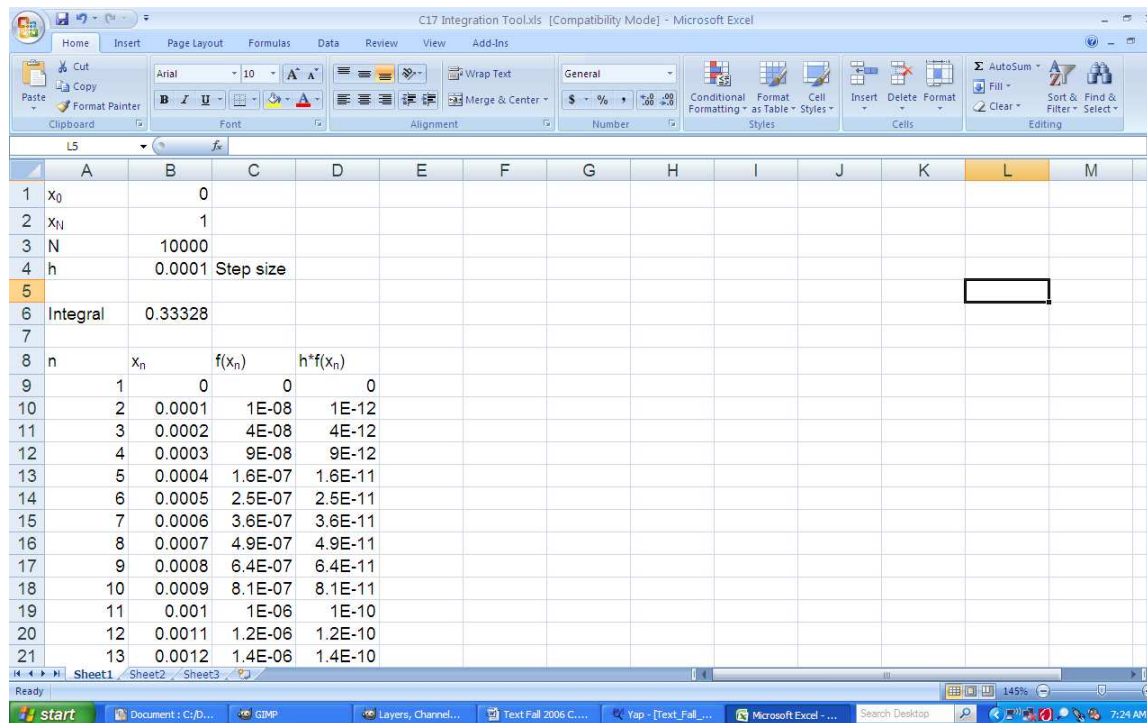 C17 Integration Tool.xls [Compatibility Mode] - Microsoft Excel
Home Insert Page Layout Formulas Data Review View Add-Ins
Paste Cut Copy Format Painter
Arial 10 A A
B I U
Wrap Text
Merge & Center
General
$ % , .0 .00 .00 .0
Conditional Formatting Format as Table Cell Styles
Insert Delete Format
Σ AutoSum
Fill
Clear
Sort & Filter Find & Select
Clipboard Font Alignment Number Styles Cells Editing
L5 fx
A B C D E F G H I J K L M
1 x0 0
2 xN 1
3 N 10000
4 h 0.0001 Step size
5
6 Integral 0.33328
7
8 n xn f(xn) h*f(xn)
9 1 0 0 0
10 2 0.0001 1E-08 1E-12
11 3 0.0002 4E-08 4E-12
12 4 0.0003 9E-08 9E-12
13 5 0.0004 1.6E-07 1.6E-11
14 6 0.0005 2.5E-07 2.5E-11
15 7 0.0006 3.6E-07 3.6E-11
16 8 0.0007 4.9E-07 4.9E-11
17 9 0.0008 6.4E-07 6.4E-11
18 10 0.0009 8.1E-07 8.1E-11
19 11 0.001 1E-06 1E-10
20 12 0.0011 1.2E-06 1.2E-10
21 13 0.0012 1.4E-06 1.4E-10
Sheet1 Sheet2 Sheet3
Ready 145%
start Document : C:/D... GIMP Layers, Channel... Text Fall 2006 C.... Yap - [Text_Fall_... Microsoft Excel - ... Search Desktop 7:24 AM